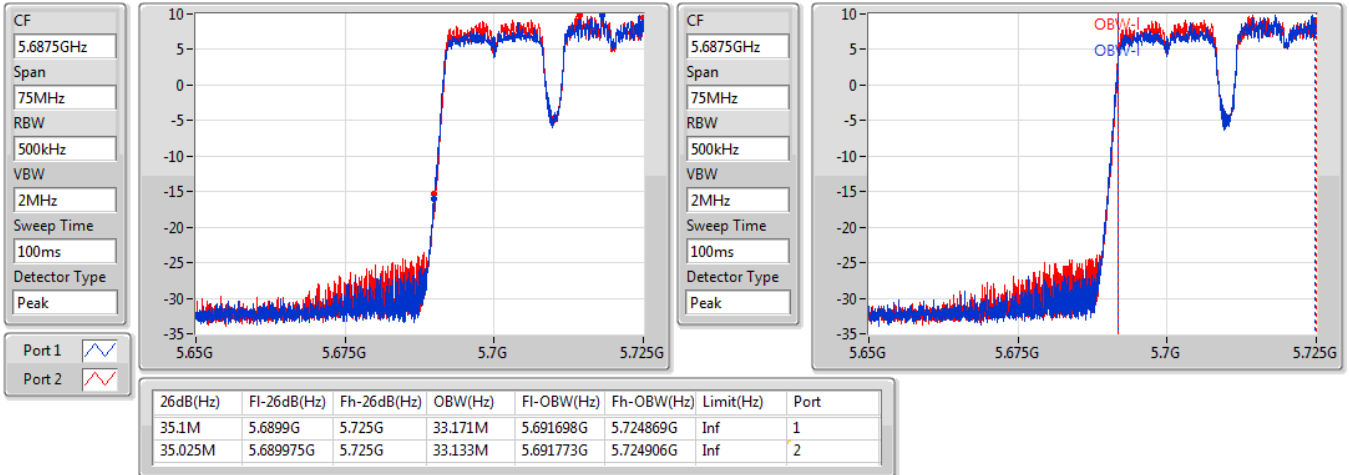 CF
5.6875GHz
Span
75MHz
RBW
500kHz
VBW
2MHz
Sweep Time
100ms
Detector Type
Peak
Port 1
Port 2
10
5
0
-5
-10
-15
-20
-25
-30
-35
5.65G 5.675G 5.7G 5.725G
CF
5.6875GHz
Span
75MHz
RBW
500kHz
VBW
2MHz
Sweep Time
100ms
Detector Type
Peak
10
5
0
-5
-10
-15
-20
-25
-30
-35
OBW-l
OBW-l
5.65G 5.675G 5.7G 5.725G
26dB(Hz) Fl-26dB(Hz) Fh-26dB(Hz) OBW(Hz) Fl-OBW(Hz) Fh-OBW(Hz) Limit(Hz) Port
35.1M 5.6899G 5.725G 33.171M 5.691698G 5.724869G Inf 1
35.025M 5.689975G 5.725G 33.133M 5.691773G 5.724906G Inf 2